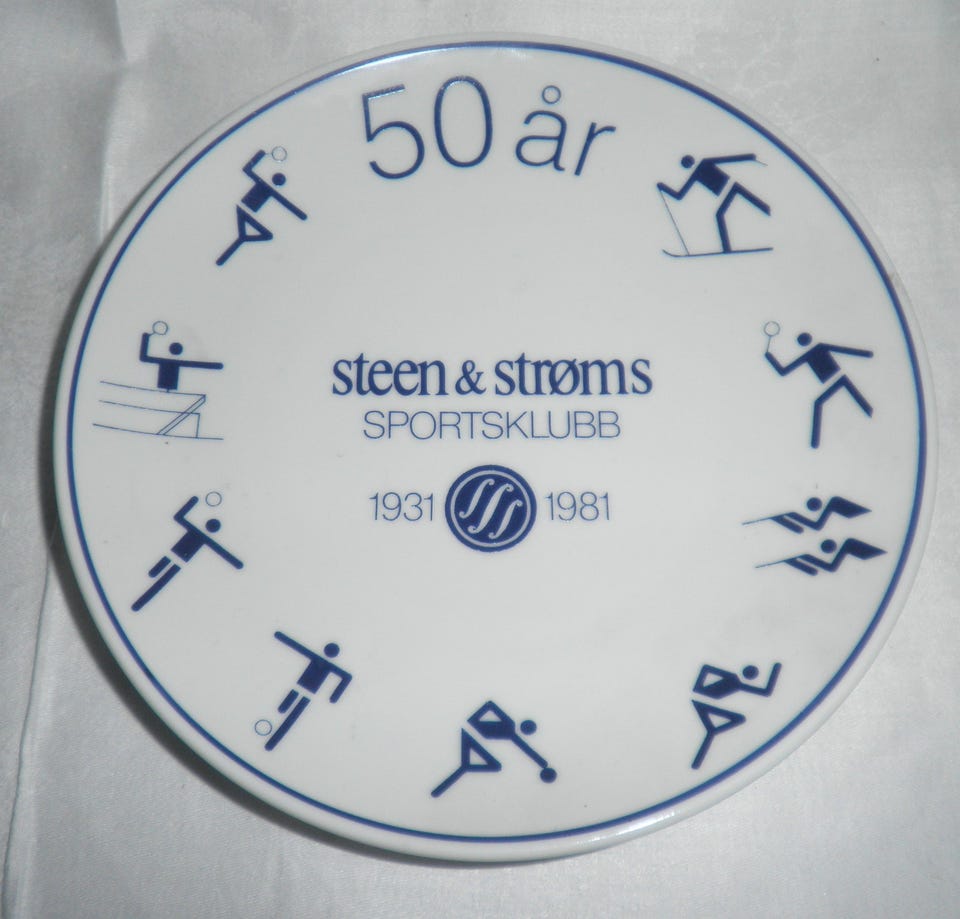 50 år
steen & strøms
SPORTSKLUBB
1931 1981